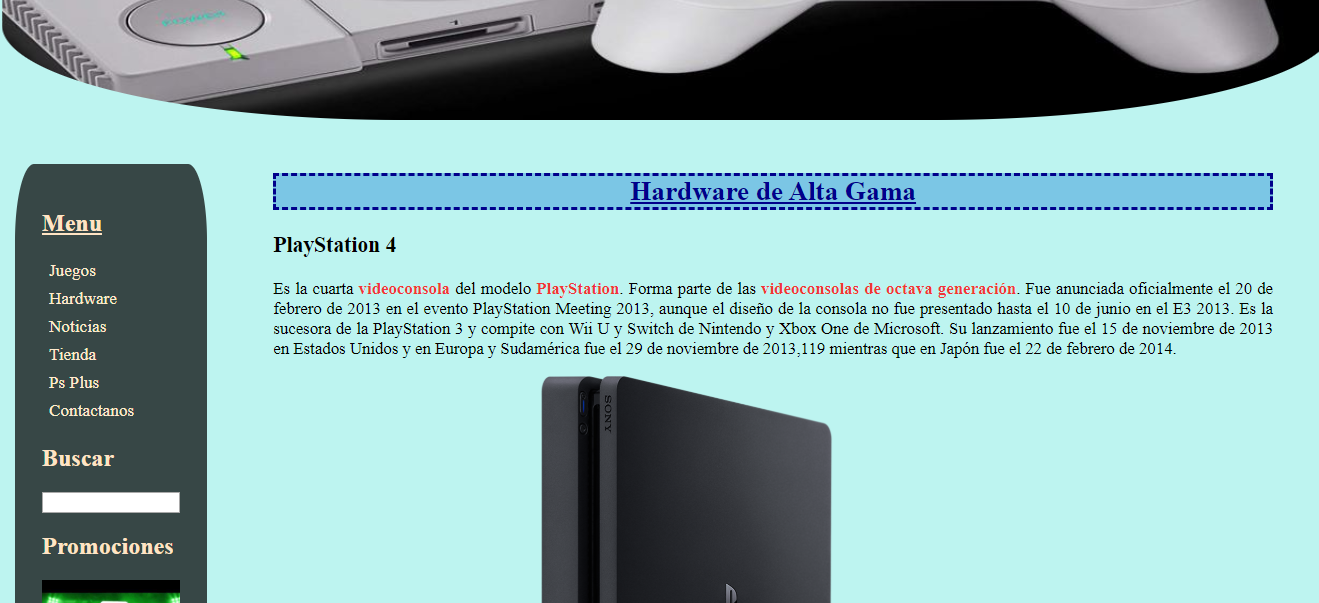 Menu
Juegos
Hardware
Noticias
Tienda
Ps Plus
Contactanos
Buscar
Promociones
Hardware de Alta Gama
PlayStation 4
Es la cuarta videoconsola del modelo PlayStation. Forma parte de las videoconsolas de octava generación. Fue anunciada oficialmente el 20 de
febrero de 2013 en el evento PlayStation Meeting 2013, aunque el diseño de la consola no fue presentado hasta el 10 de junio en el E3 2013. Es la
sucesora de la PlayStation 3 y compite con Wii U y Switch de Nintendo y Xbox One de Microsoft. Su lanzamiento fue el 15 de noviembre de 2013
en Estados Unidos y en Europa y Sudamérica fue el 29 de noviembre de 2013,119 mientras que en Japón fue el 22 de febrero de 2014.
SONY